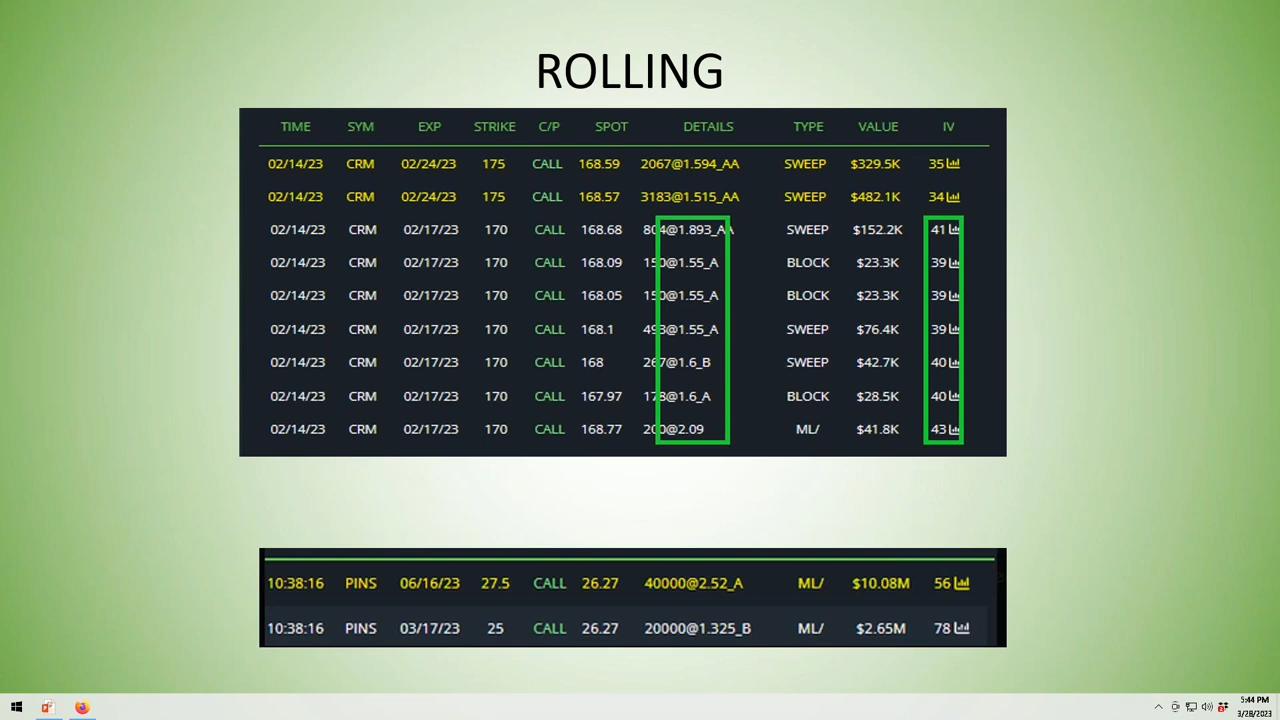 ROLLING
TIME SYM EXP STRIKE C/P SPOT DETAILS TYPE VALUE IV
02/14/23 CRM 02/24/23 175 CALL 168.59 2067@1.594_AA SWEEP $329.5K 35
02/14/23 CRM 02/24/23 175 CALL 168.57 3183@1.515_AA SWEEP $482.1K 34
02/14/23 CRM 02/17/23 170 CALL 168.68 804@1.893_AA SWEEP $152.2K 41
02/14/23 CRM 02/17/23 170 CALL 168.09 150@1.55_A BLOCK $23.3K 39
02/14/23 CRM 02/17/23 170 CALL 168.05 150@1.55_A BLOCK $23.3K 39
02/14/23 CRM 02/17/23 170 CALL 168.1 493@1.55_A SWEEP $76.4K 39
02/14/23 CRM 02/17/23 170 CALL 168 267@1.6_B SWEEP $42.7K 40
02/14/23 CRM 02/17/23 170 CALL 167.97 178@1.6_A BLOCK $28.5K 40
02/14/23 CRM 02/17/23 170 CALL 168.77 200@2.09 ML/ $41.8K 43
10:38:16 PINS 06/16/23 27.5 CALL 26.27 40000@2.52_A ML/ $10.08M 56
10:38:16 PINS 03/17/23 25 CALL 26.27 20000@1.325_B ML/ $2.65M 78
5:44 PM
3/28/2023